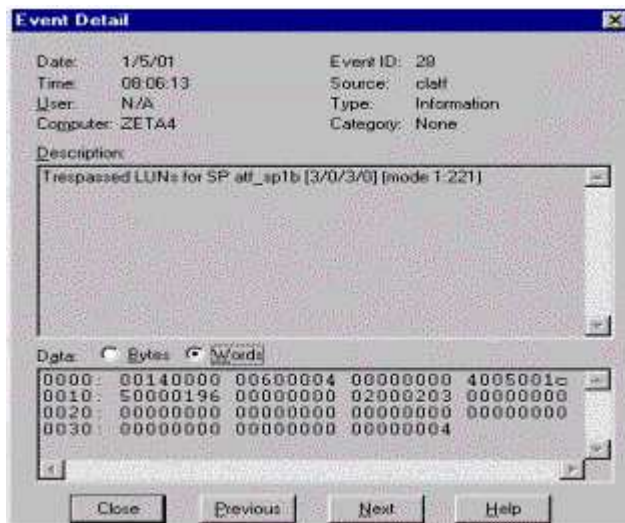 Event Detail
Date: 1/5/01 Event ID: 28
Time: 08:06:13 Source: clatf
User: N/A Type: Information
Computer: ZETA4 Category: None
Description:
Trespassed LUNs for SP atf_sp1b [3/0/3/0] [mode 1:221]
Data: Bytes Words
0000: 00140000 00600004 00000000 4005001c
0010: 50000196 00000000 02000203 00000000
0020: 00000000 00000000 00000000 00000000
0030: 00000000 00000000 00000004
Close Previous Next Help